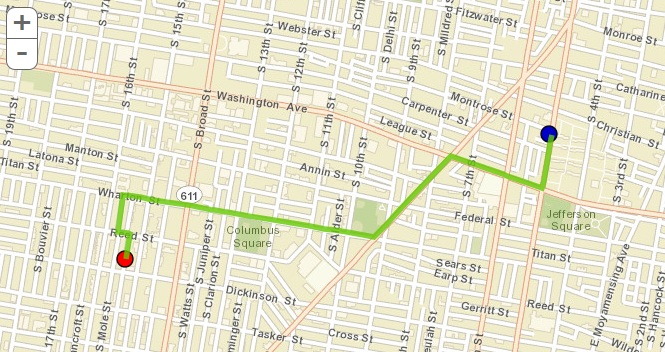 +
-
Webster St
Fitzwater St
Monroe St
S 15th St
S 13th St
S 12th St
S Delhi St
S 9th St
S Mildred St
Catharine
S 16th St
S 19th St
Washington Ave
Carpenter St
Montrose St
S 4th St
Christian St
S Broad St
S 11th St
League St
Manton St
Latona St
Titan St
Annin St
S 10th St
S 7th St
S 3rd St
Wharton St
611
S Alder St
Federal St
Jefferson
Square
S Bouvier St
Reed St
Columbus
Square
S Juniper St
S Clarion St
Titan St
Sears St
Earp St
E Moyamensing Ave
S Hancock St
S 2nd St
Dickinson St
Gerritt St
Reed St
S Watts St
S Mole St
17th St
Tasker St
Cross St